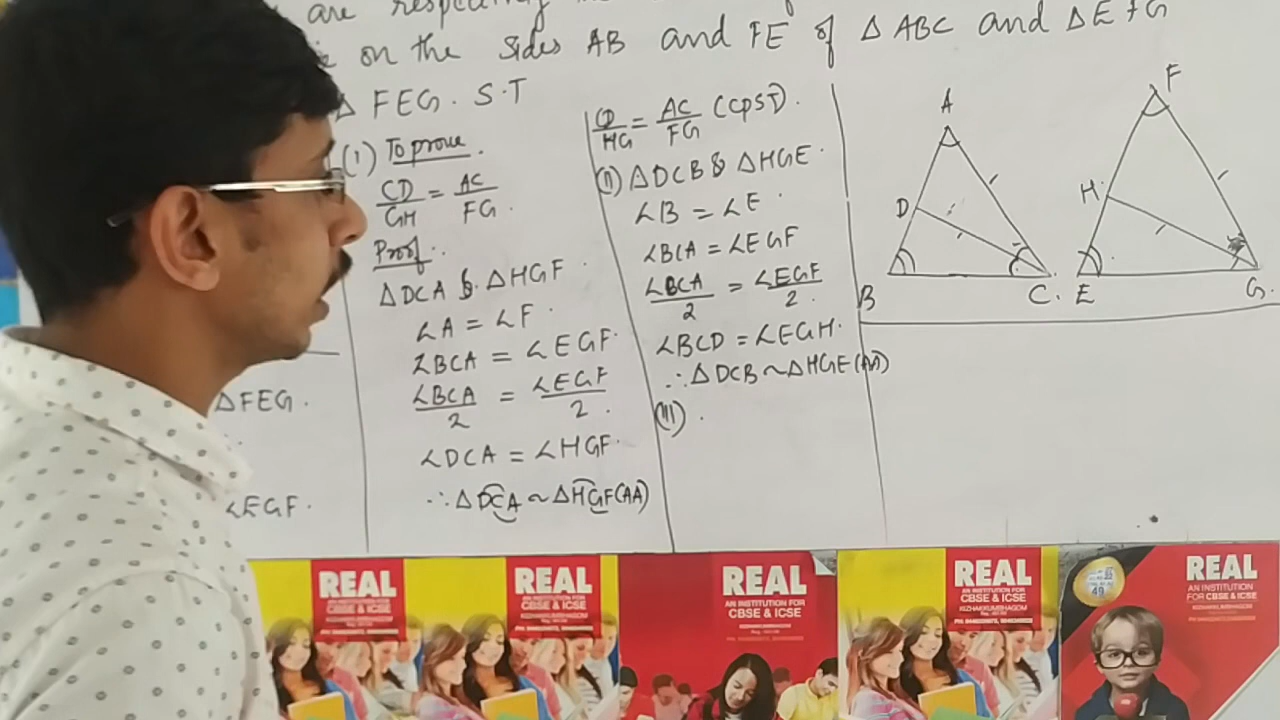 are respectively the
on the sides AB and FE of △ ABC and △ EFG
△ FEG. S.T
(1) To prove.
CD/GH = AC/FG.
Proof.
△DCA & △HGF
∠A = ∠F.
∠BCA = ∠EGF.
∠BCA/2 = ∠EGF/2.
∠DCA = ∠HGF.
∴ △DCA ~ △HGF(AA)
△FEG.
∠EGF.
CD/HG = AC/FG (CPST).
(II) △DCB & △HGE.
∠B = ∠E.
∠BCA = ∠EGF
∠BCA/2 = ∠EGF/2.
∠BCD = ∠EGH.
∴ △DCB ~ △HGE(AA)
(III).
A
D
B
C.
F
H
E
G.
REAL
AN INSTITUTION FOR
CBSE & ICSE
REAL
AN INSTITUTION FOR
CBSE & ICSE
REAL
AN INSTITUTION FOR
CBSE & ICSE
REAL
AN INSTITUTION FOR
CBSE & ICSE
REAL
AN INSTITUTION
FOR CBSE & ICSE